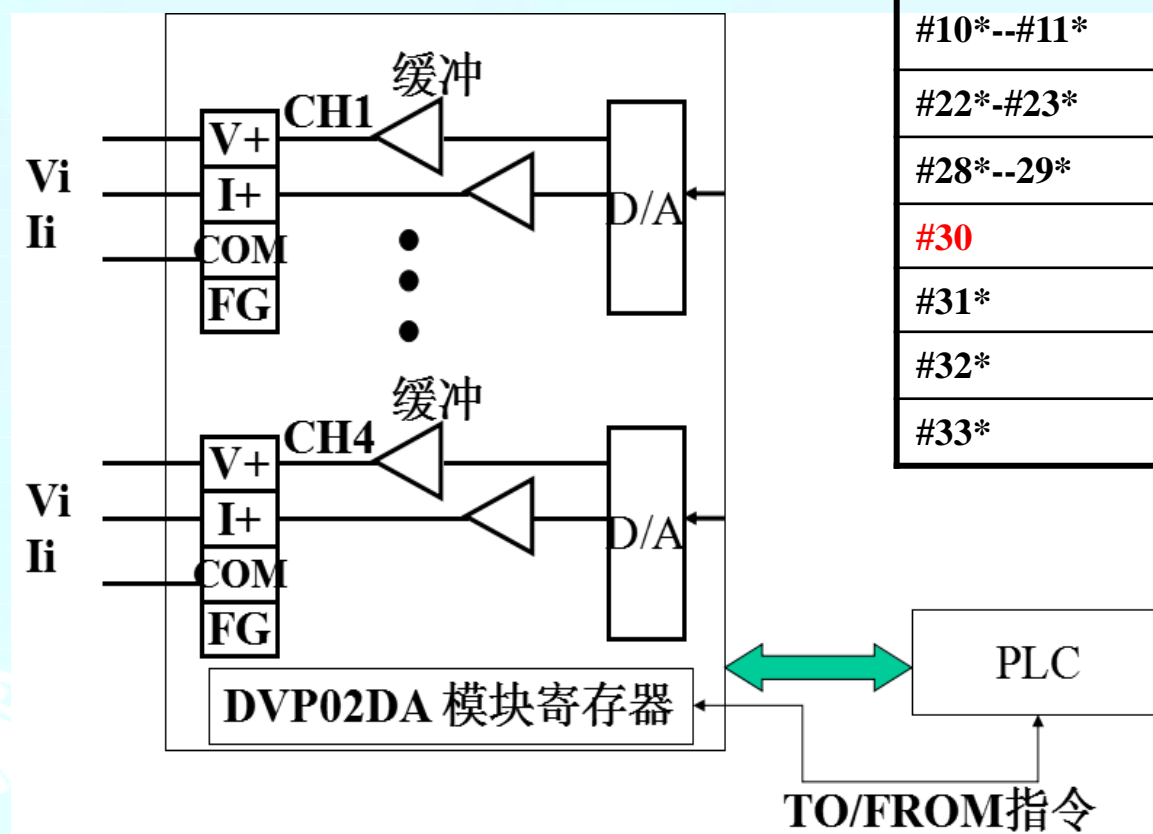 缓冲
CH1
V+
I+
COM
FG
Vi
Ii
D/A
缓冲
CH4
V+
I+
COM
FG
Vi
Ii
D/A
DVP02DA 模块寄存器
PLC
TO/FROM指令
#10*--#11*
#22*-#23*
#28*--29*
#30
#31*
#32*
#33*